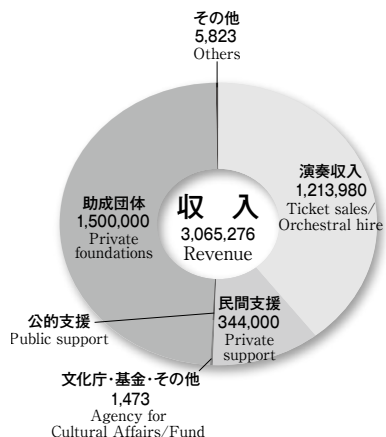 その他
5,823
Others
演奏収入
1,213,980
Ticket sales/
Orchestral hire
助成団体
1,500,000
Private
foundations
収 入
3,065,276
Revenue
民間支援
344,000
Private
support
公的支援
Public support
文化庁・基金・その他
1,473
Agency for
Cultural Affairs/Fund